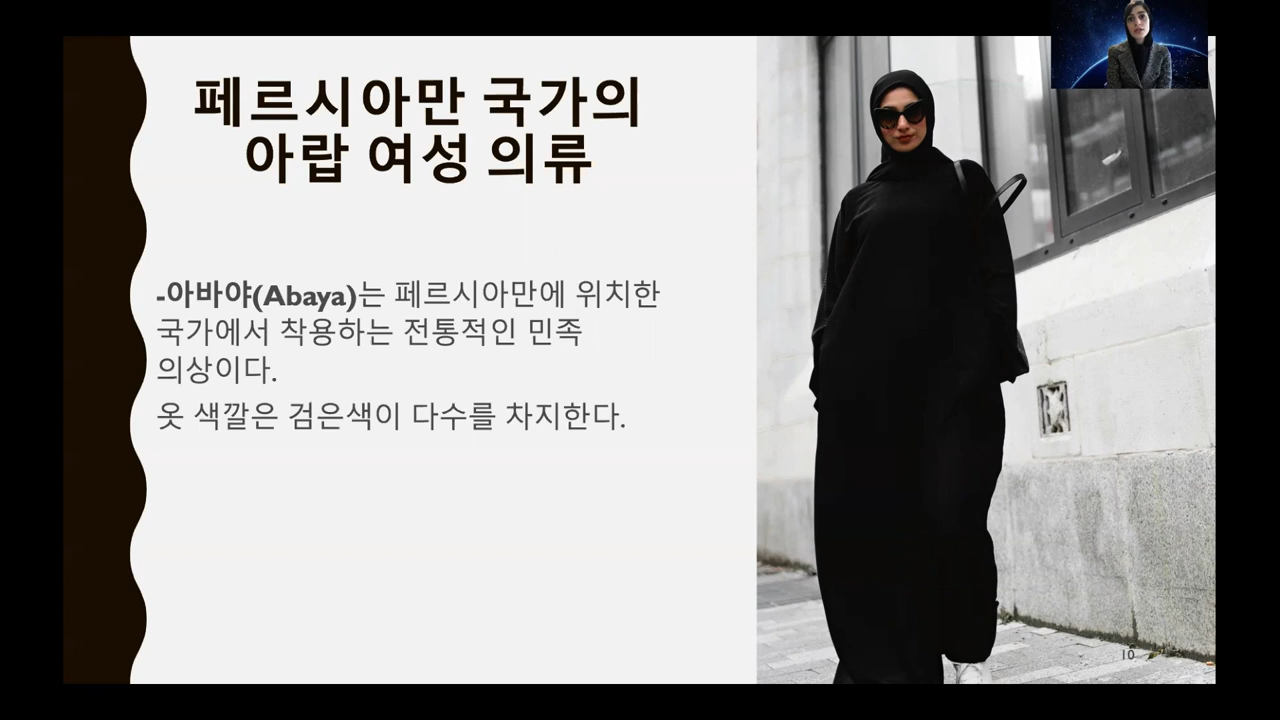 페르시아만 국가의
아랍 여성 의류
-아바야(Abaya)는 페르시아만에 위치한
국가에서 착용하는 전통적인 민족
의상이다.
옷 색깔은 검은색이 다수를 차지한다.
10